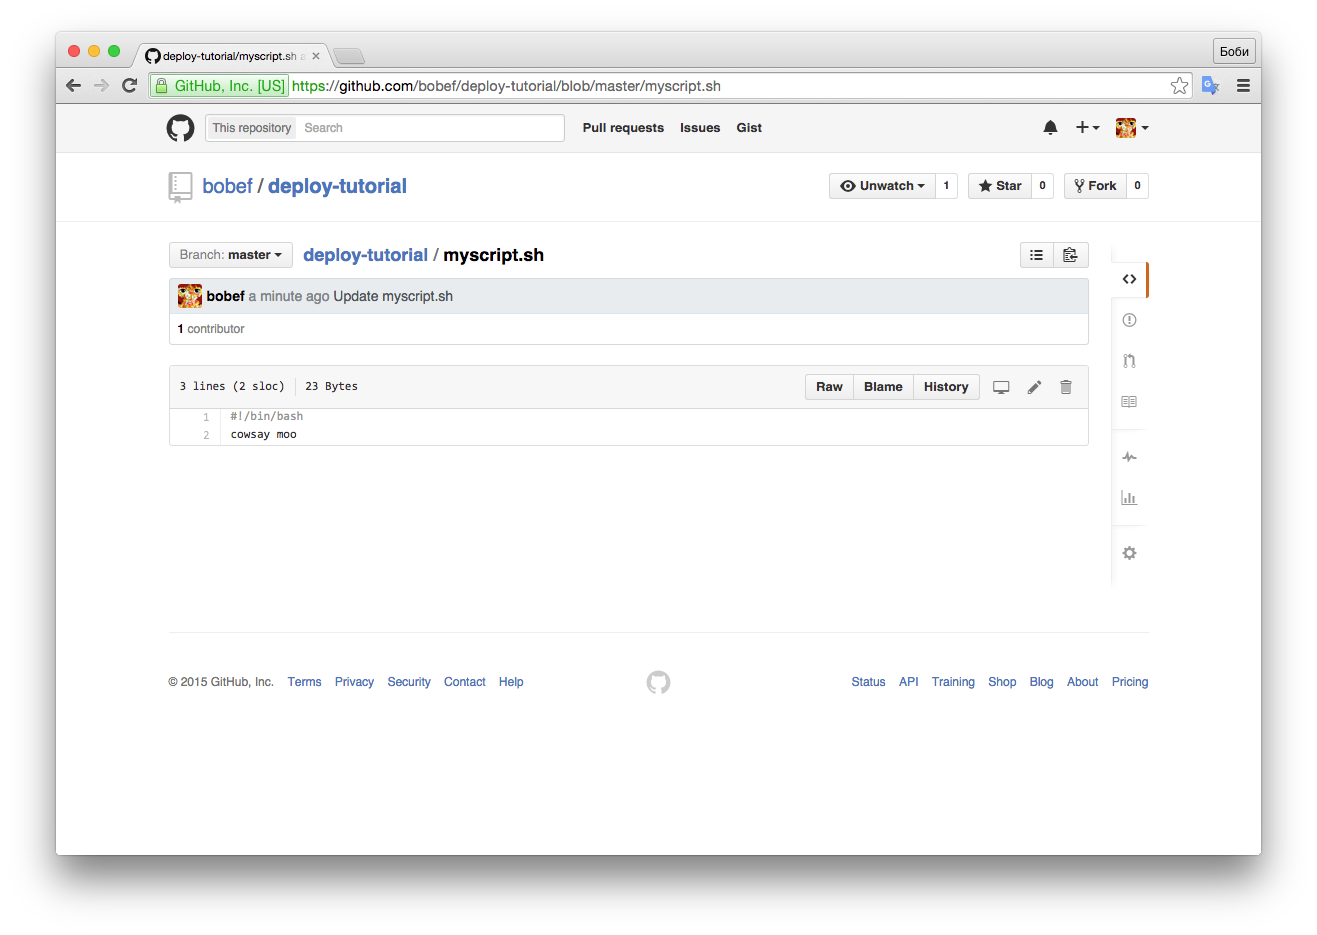 deploy-tutorial/myscript.sh
Боби
GitHub, Inc. [US] https://github.com/bobef/deploy-tutorial/blob/master/myscript.sh
This repository Search Pull requests Issues Gist
bobef / deploy-tutorial Unwatch 1 Star 0 Fork 0
Branch: master deploy-tutorial / myscript.sh
bobef a minute ago Update myscript.sh
1 contributor
3 lines (2 sloc) 23 Bytes Raw Blame History
1 #!/bin/bash
2 cowsay moo
© 2015 GitHub, Inc. Terms Privacy Security Contact Help Status API Training Shop Blog About Pricing